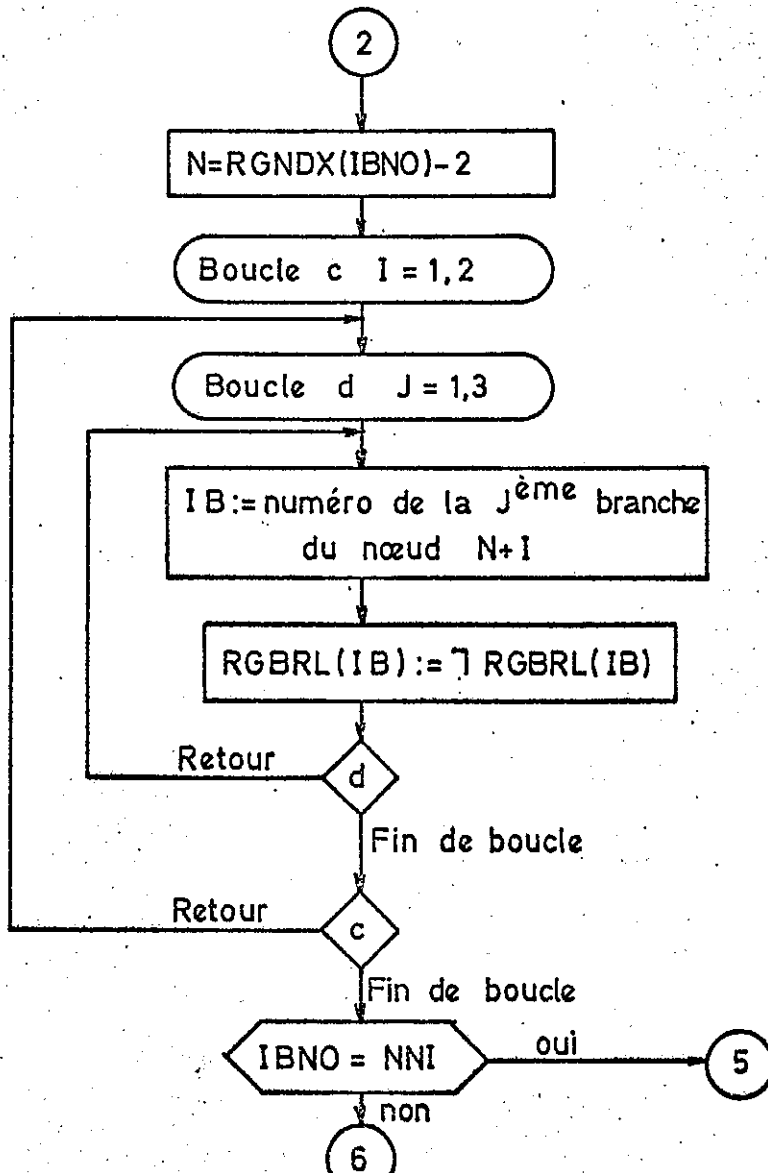 2
N=RGNDX(IBNO)-2
Boucle c I = 1,2
Boucle d J = 1,3
IB:= numéro de la Jème branche
du nœud N+I
RGBRL(IB):= ⅂ RGBRL(IB)
Retour
d
Fin de boucle
Retour
c
Fin de boucle
IBNO = NNI
oui
5
non
6